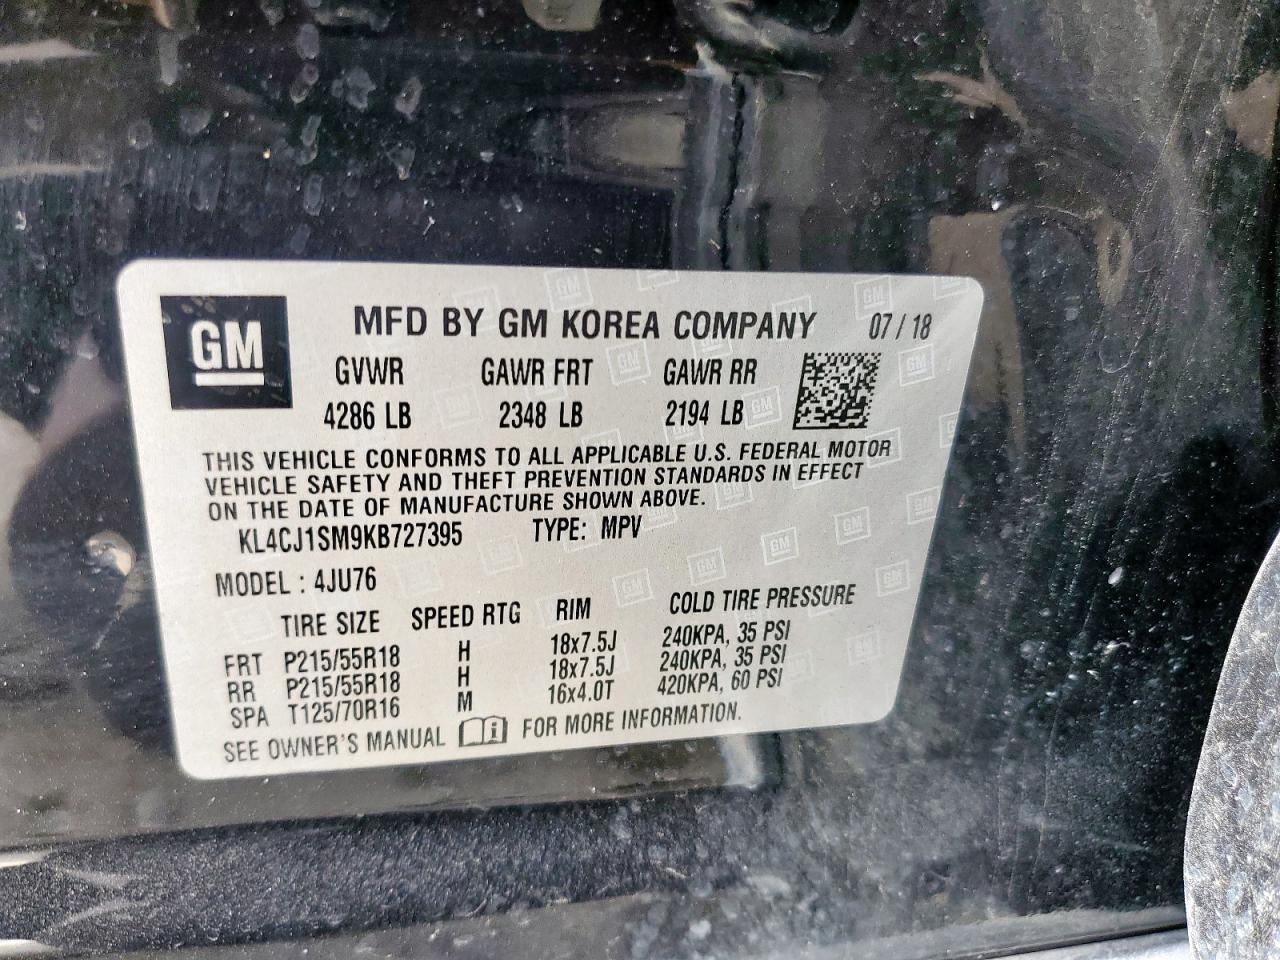 GM
MFD BY GM KOREA COMPANY 07/18
GVWR GAWR FRT GAWR RR
4286 LB 2348 LB 2194 LB
THIS VEHICLE CONFORMS TO ALL APPLICABLE U.S. FEDERAL MOTOR
VEHICLE SAFETY AND THEFT PREVENTION STANDARDS IN EFFECT
ON THE DATE OF MANUFACTURE SHOWN ABOVE.
KL4CJ1SM9KB727395 TYPE: MPV
MODEL : 4JU76
TIRE SIZE SPEED RTG RIM COLD TIRE PRESSURE
FRT P215/55R18 H 18x7.5J 240KPA, 35 PSI
RR P215/55R18 H 18x7.5J 240KPA, 35 PSI
SPA T125/70R16 M 16x4.0T 420KPA, 60 PSI
SEE OWNER'S MANUAL i FOR MORE INFORMATION.